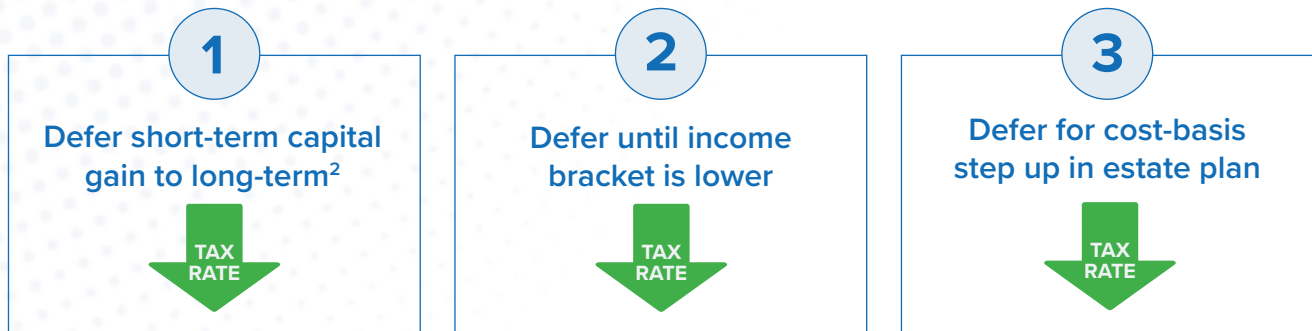 1
Defer short-term capital
gain to long-term²
TAX
RATE
2
Defer until income
bracket is lower
TAX
RATE
3
Defer for cost-basis
step up in estate plan
TAX
RATE